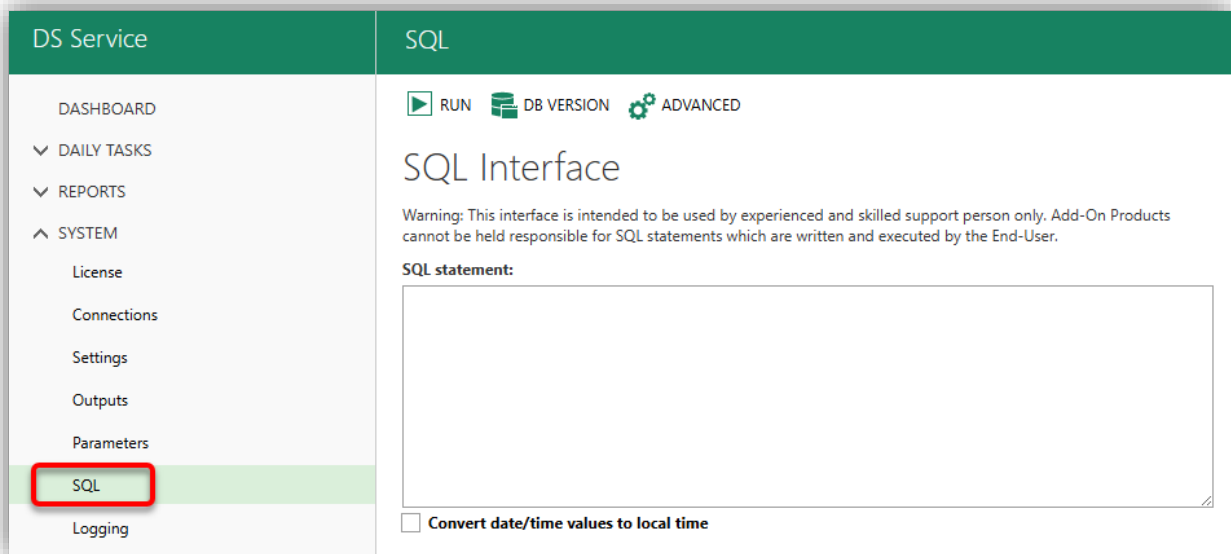 DS Service
SQL
DASHBOARD
DAILY TASKS
REPORTS
SYSTEM
License
Connections
Settings
Outputs
Parameters
SQL
Logging
RUN
DB VERSION
ADVANCED
SQL Interface
Warning: This interface is intended to be used by experienced and skilled support person only. Add-On Products
cannot be held responsible for SQL statements which are written and executed by the End-User.
SQL statement:
Convert date/time values to local time